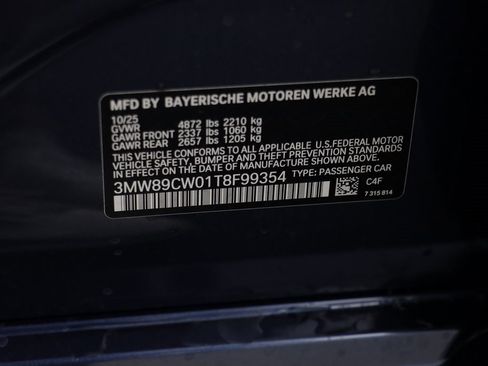 MFD BY BAYERISCHE MOTOREN WERKE AG
10/25
GVWR 4872 lbs 2210 kg
GAWR FRONT 2337 lbs 1060 kg
GAWR REAR 2657 lbs 1205 kg
THIS VEHICLE CONFORMS TO ALL APPLICABLE U.S.FEDERAL MOTOR
VEHICLE SAFETY, BUMPER AND THEFT PREVENTION STANDARDS
IN EFFECT ON THE DATE OF MANUFACTURE SHOWN ABOVE.
3MW89CW01T8F99354 TYPE: PASSENGER CAR
C4F
7 315 814